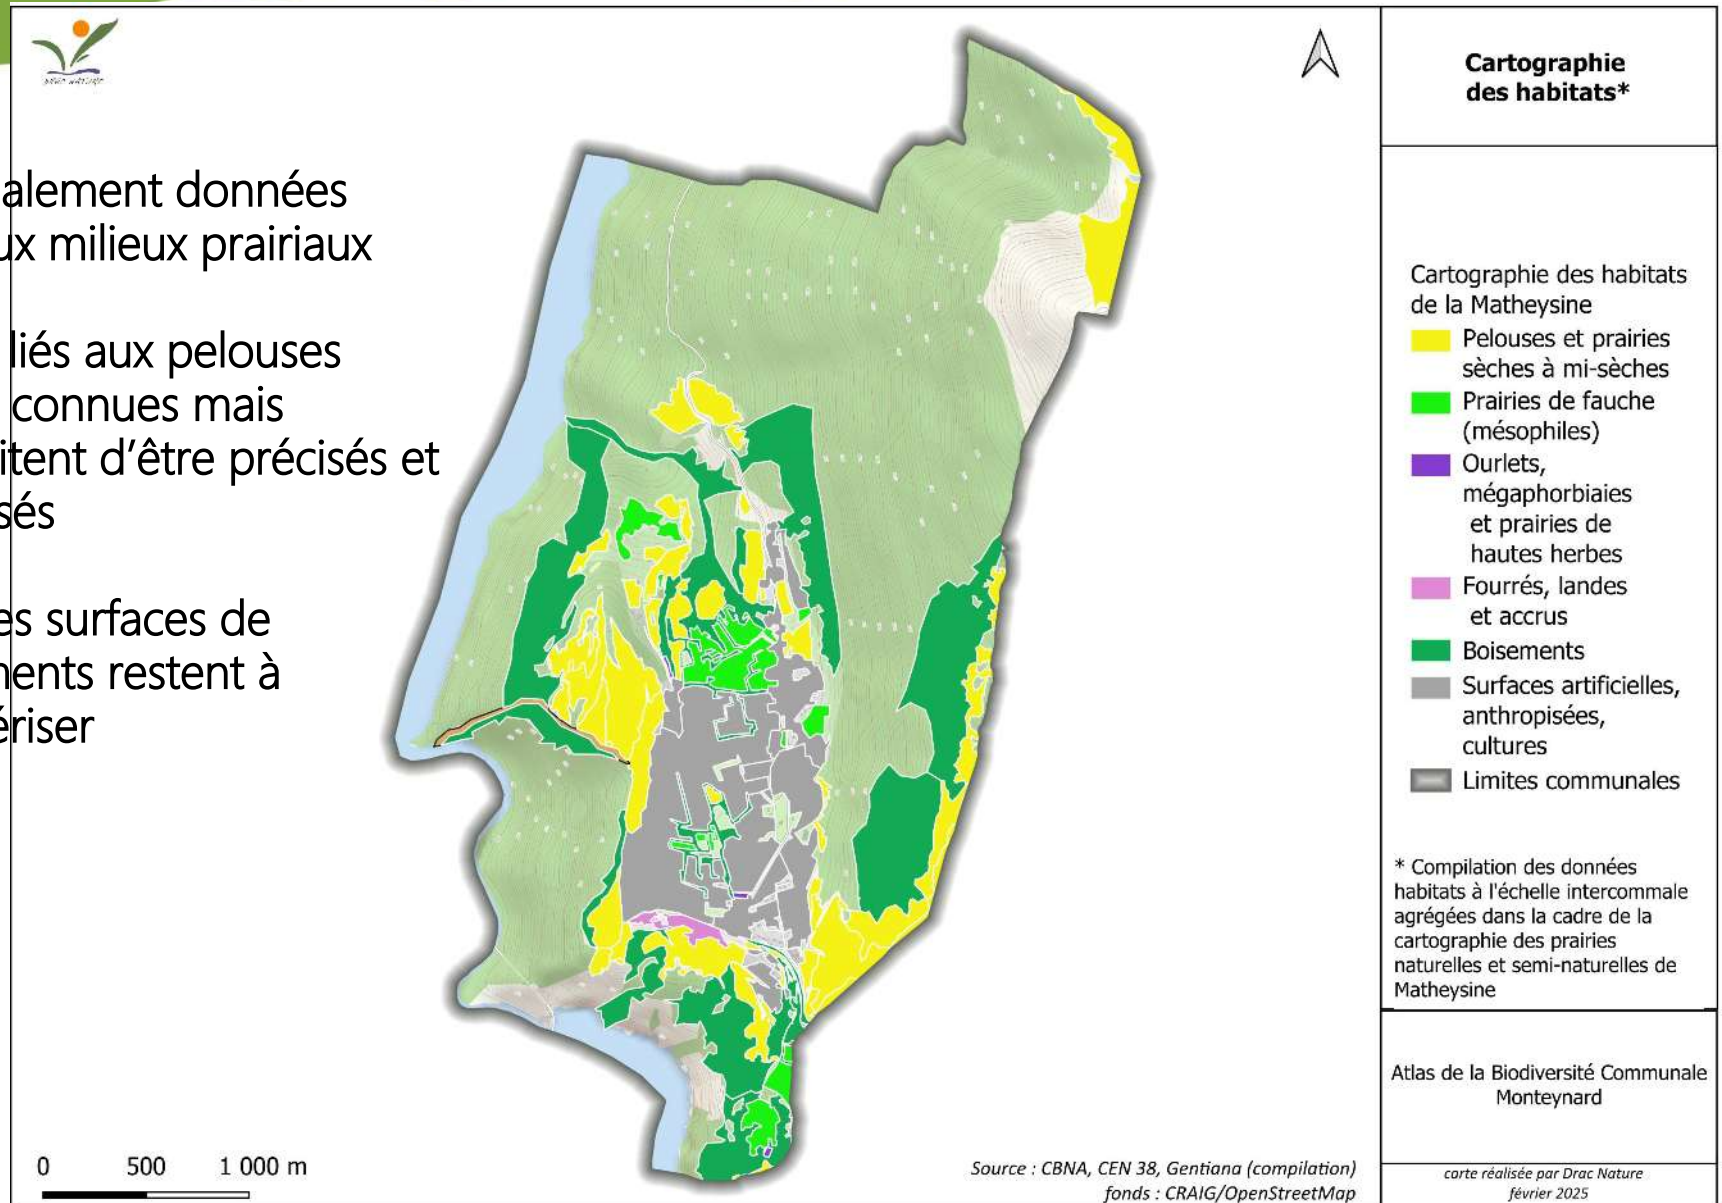 DRAC NATURE
alement données
ux milieux prairiaux
liés aux pelouses
connues mais
itent d'être précisés et
sés
es surfaces de
ments restent à
ériser
0 500 1 000 m
Source : CBNA, CEN 38, Gentiana (compilation)
fonds : CRAIG/OpenStreetMap
Cartographie
des habitats*
Cartographie des habitats
de la Matheysine
Pelouses et prairies
sèches à mi-sèches
Prairies de fauche
(mésophiles)
Ourlets,
mégaphorbiaies
et prairies de
hautes herbes
Fourrés, landes
et accrus
Boisements
Surfaces artificielles,
anthropisées,
cultures
Limites communales
* Compilation des données
habitats à l'échelle intercommale
agrégées dans la cadre de la
cartographie des prairies
naturelles et semi-naturelles de
Matheysine
Atlas de la Biodiversité Communale
Monteynard
carte réalisée par Drac Nature
février 2025